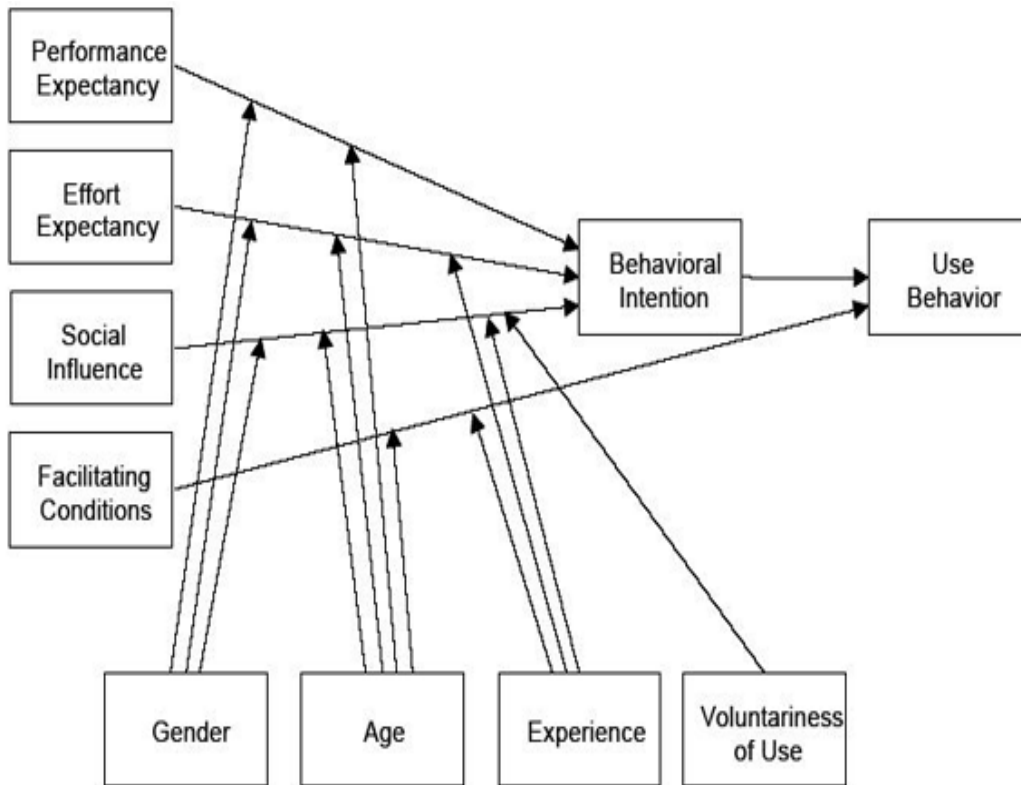 Performance
Expectancy
Effort
Expectancy
Social
Influence
Facilitating
Conditions
Behavioral
Intention
Use
Behavior
Gender
Age
Experience
Voluntariness
of Use